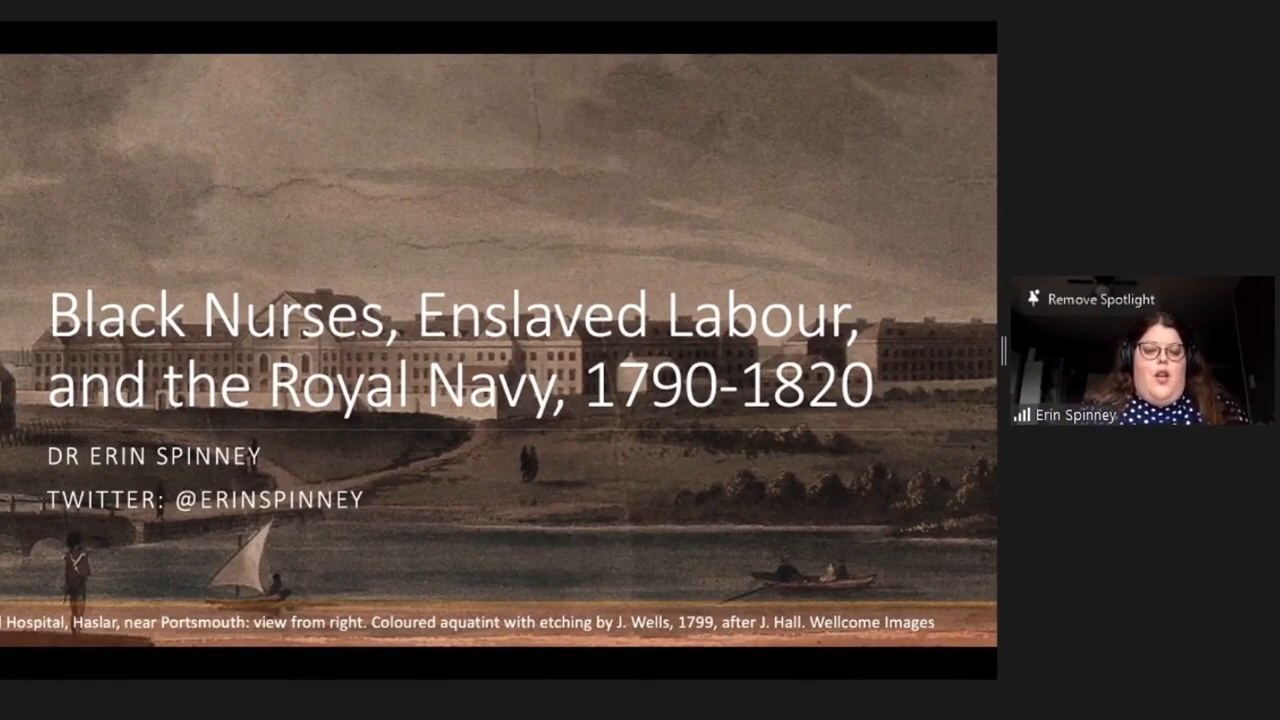 Black Nurses, Enslaved Labour,
and the Royal Navy, 1790-1820
DR ERIN SPINNEY
TWITTER: @ERINSPINNEY
Hospital, Haslar, near Portsmouth: view from right. Coloured aquatint with etching by J. Wells, 1799, after J. Hall. Wellcome Images
Remove Spotlight
Erin Spinney